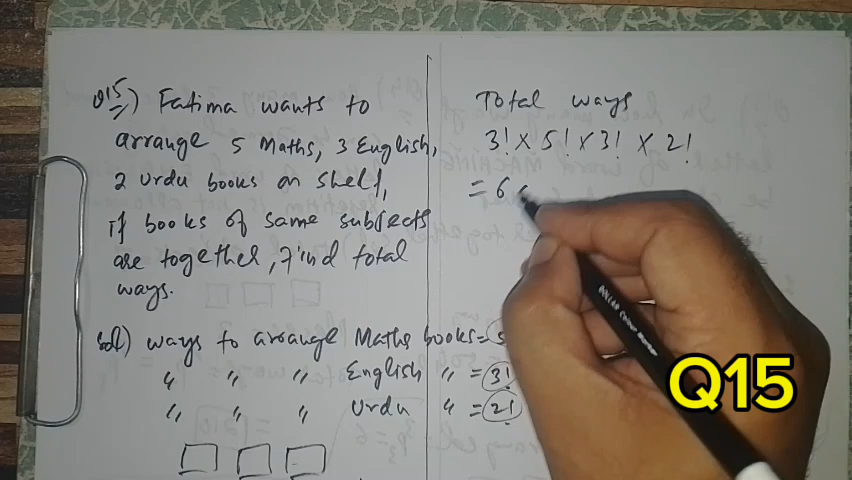 Q15) Fatima wants to
arrange 5 Maths, 3 English,
2 Urdu books on shelf,
if books of same subjects
are together, find total
ways.
Sol) ways to arrange Maths books = 5
" " " English " = 3!
" " " Urdu " = 2!
Total ways
3! × 5! × 3! × 2!
= 6
Q15